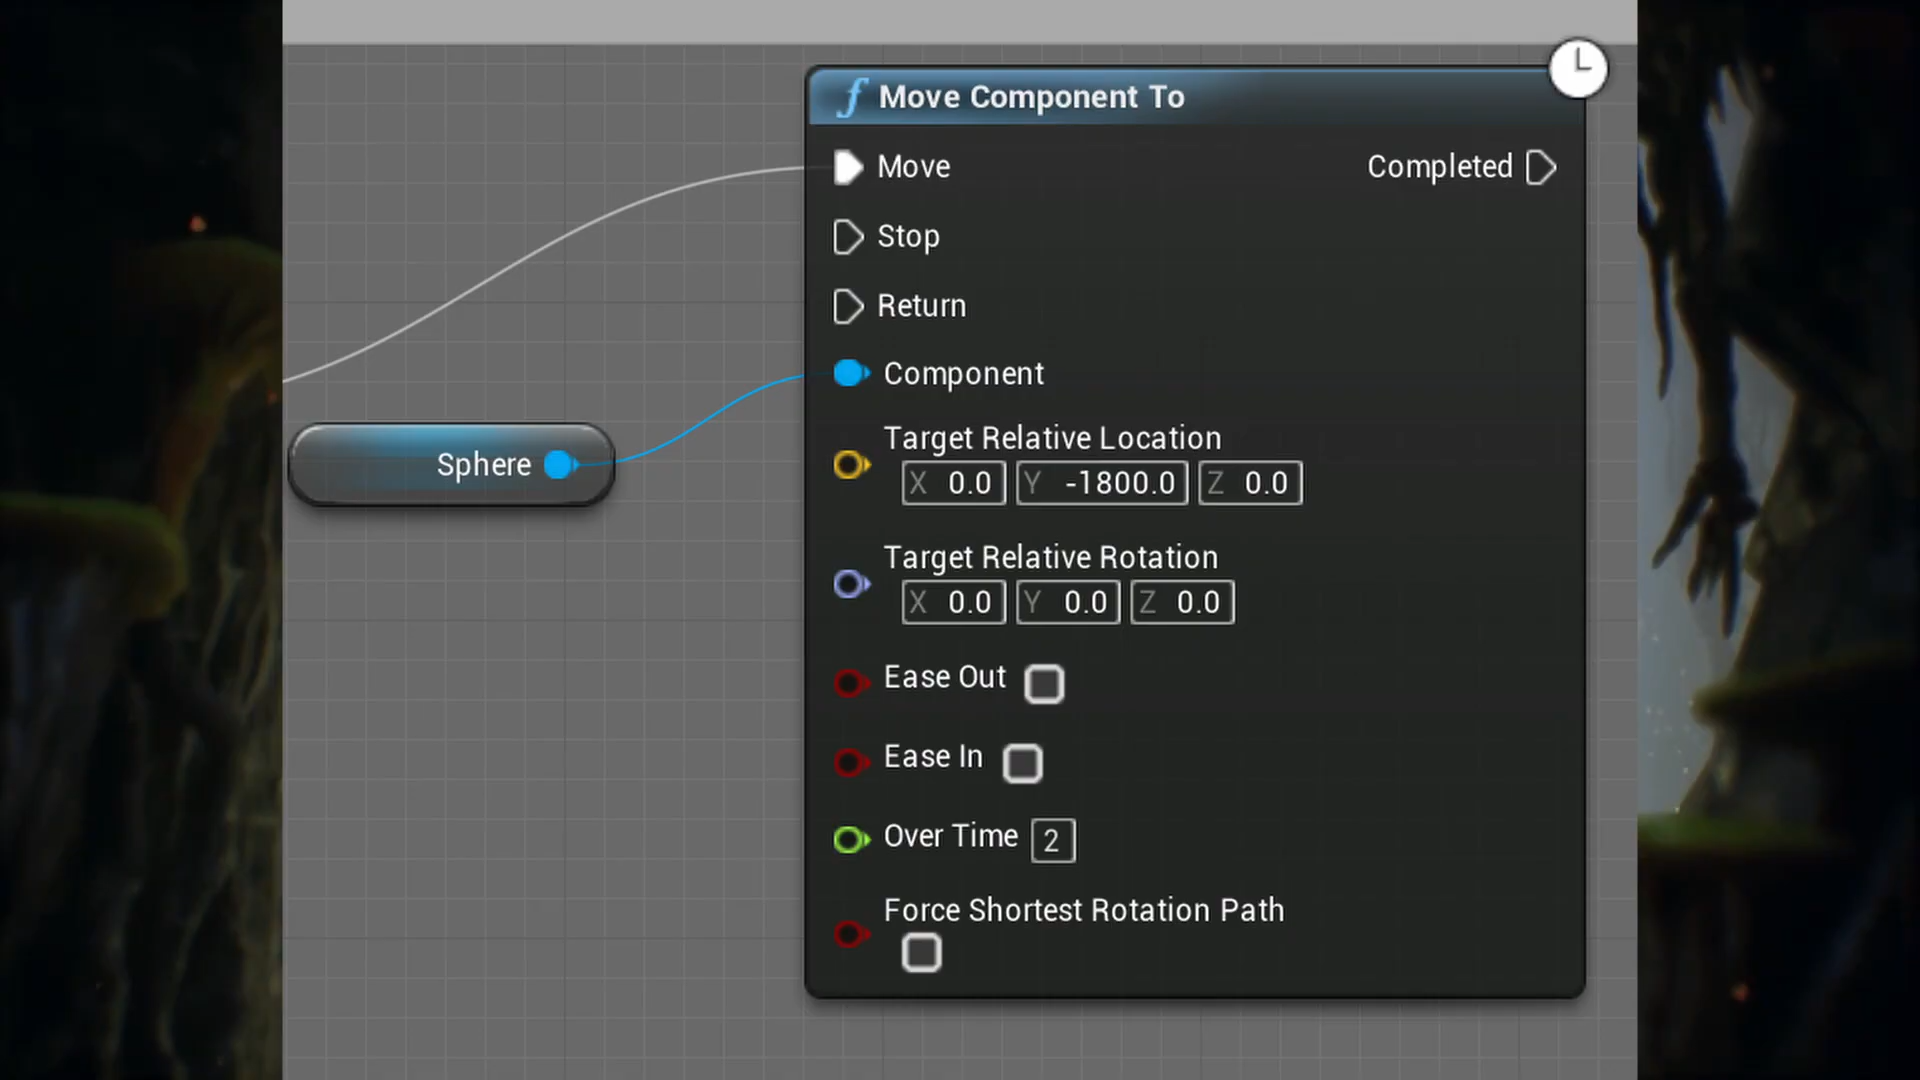 Move Component To
Move
Completed
Stop
Return
Component
Sphere
Target Relative Location
X 0.0 Y -1800.0 Z 0.0
Target Relative Rotation
X 0.0 Y 0.0 Z 0.0
Ease Out
Ease In
Over Time 2
Force Shortest Rotation Path